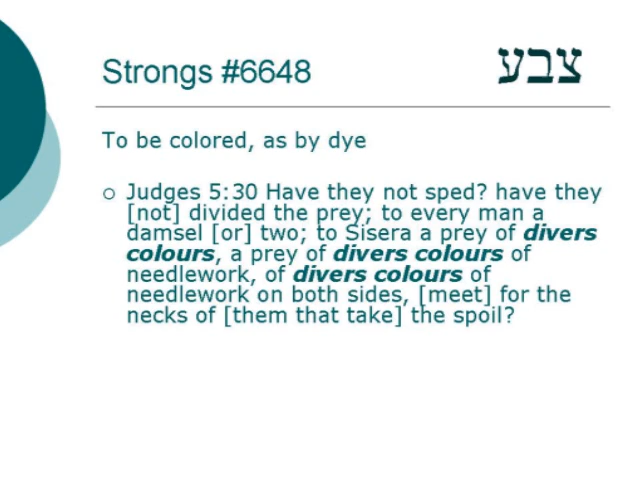 Strongs #6648
צבע
To be colored, as by dye
Judges 5:30 Have they not sped? have they
[not] divided the prey; to every man a
damsel [or] two; to Sisera a prey of divers
colours, a prey of divers colours of
needlework, of divers colours of
needlework on both sides, [meet] for the
necks of [them that take] the spoil?